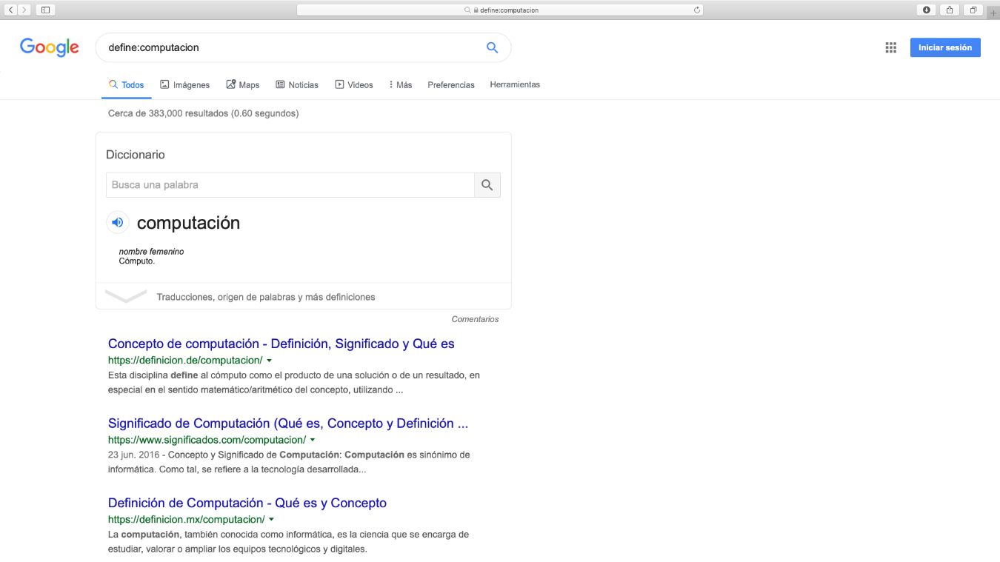 define:computacion
Google
define:computacion
Iniciar sesión
Todos
Imágenes
Maps
Noticias
Videos
Más
Preferencias
Herramientas
Cerca de 383,000 resultados (0.60 segundos)
Diccionario
Busca una palabra
computación
nombre femenino
Cómputo.
Traducciones, origen de palabras y más definiciones
Comentarios
Concepto de computación - Definición, Significado y Qué es
https://definicion.de/computacion/
Esta disciplina define al cómputo como el producto de una solución o de un resultado, en
especial en el sentido matemático/aritmético del concepto, utilizando ...
Significado de Computación (Qué es, Concepto y Definición ...
https://www.significados.com/computacion/
23 jun. 2016 - Concepto y Significado de Computación: Computación es sinónimo de
informática. Como tal, se refiere a la tecnología desarrollada...
Definición de Computación - Qué es y Concepto
https://definicion.mx/computacion/
La computación, también conocida como informática, es la ciencia que se encarga de
estudiar, valorar o ampliar los equipos tecnológicos y digitales.